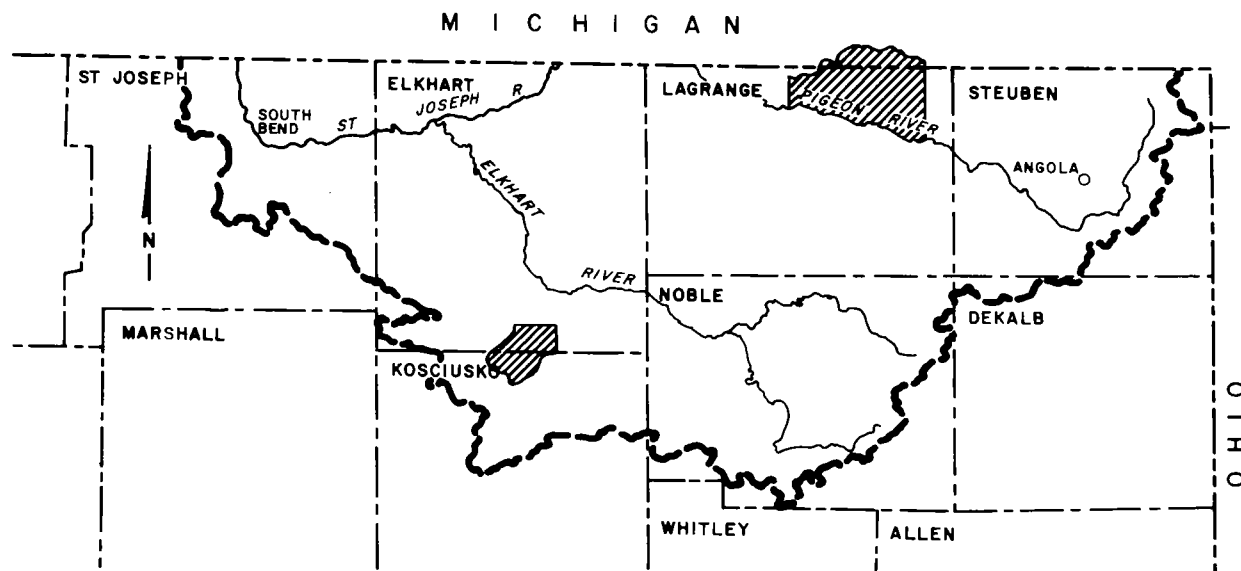 MICHIGAN
ST JOSEPH
ELKHART
LAGRANGE
STEUBEN
SOUTH
BEND
ST JOSEPH R
PIGEON RIVER
ANGOLA
ELKHART RIVER
N
NOBLE
DEKALB
MARSHALL
KOSCIUSKO
OHIO
WHITLEY
ALLEN